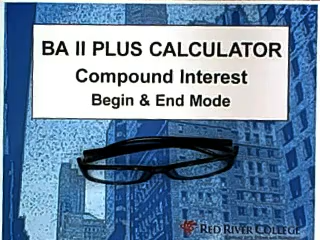 BA II PLUS CALCULATOR
Compound Interest
Begin & End Mode
RED RIVER COLLEGE